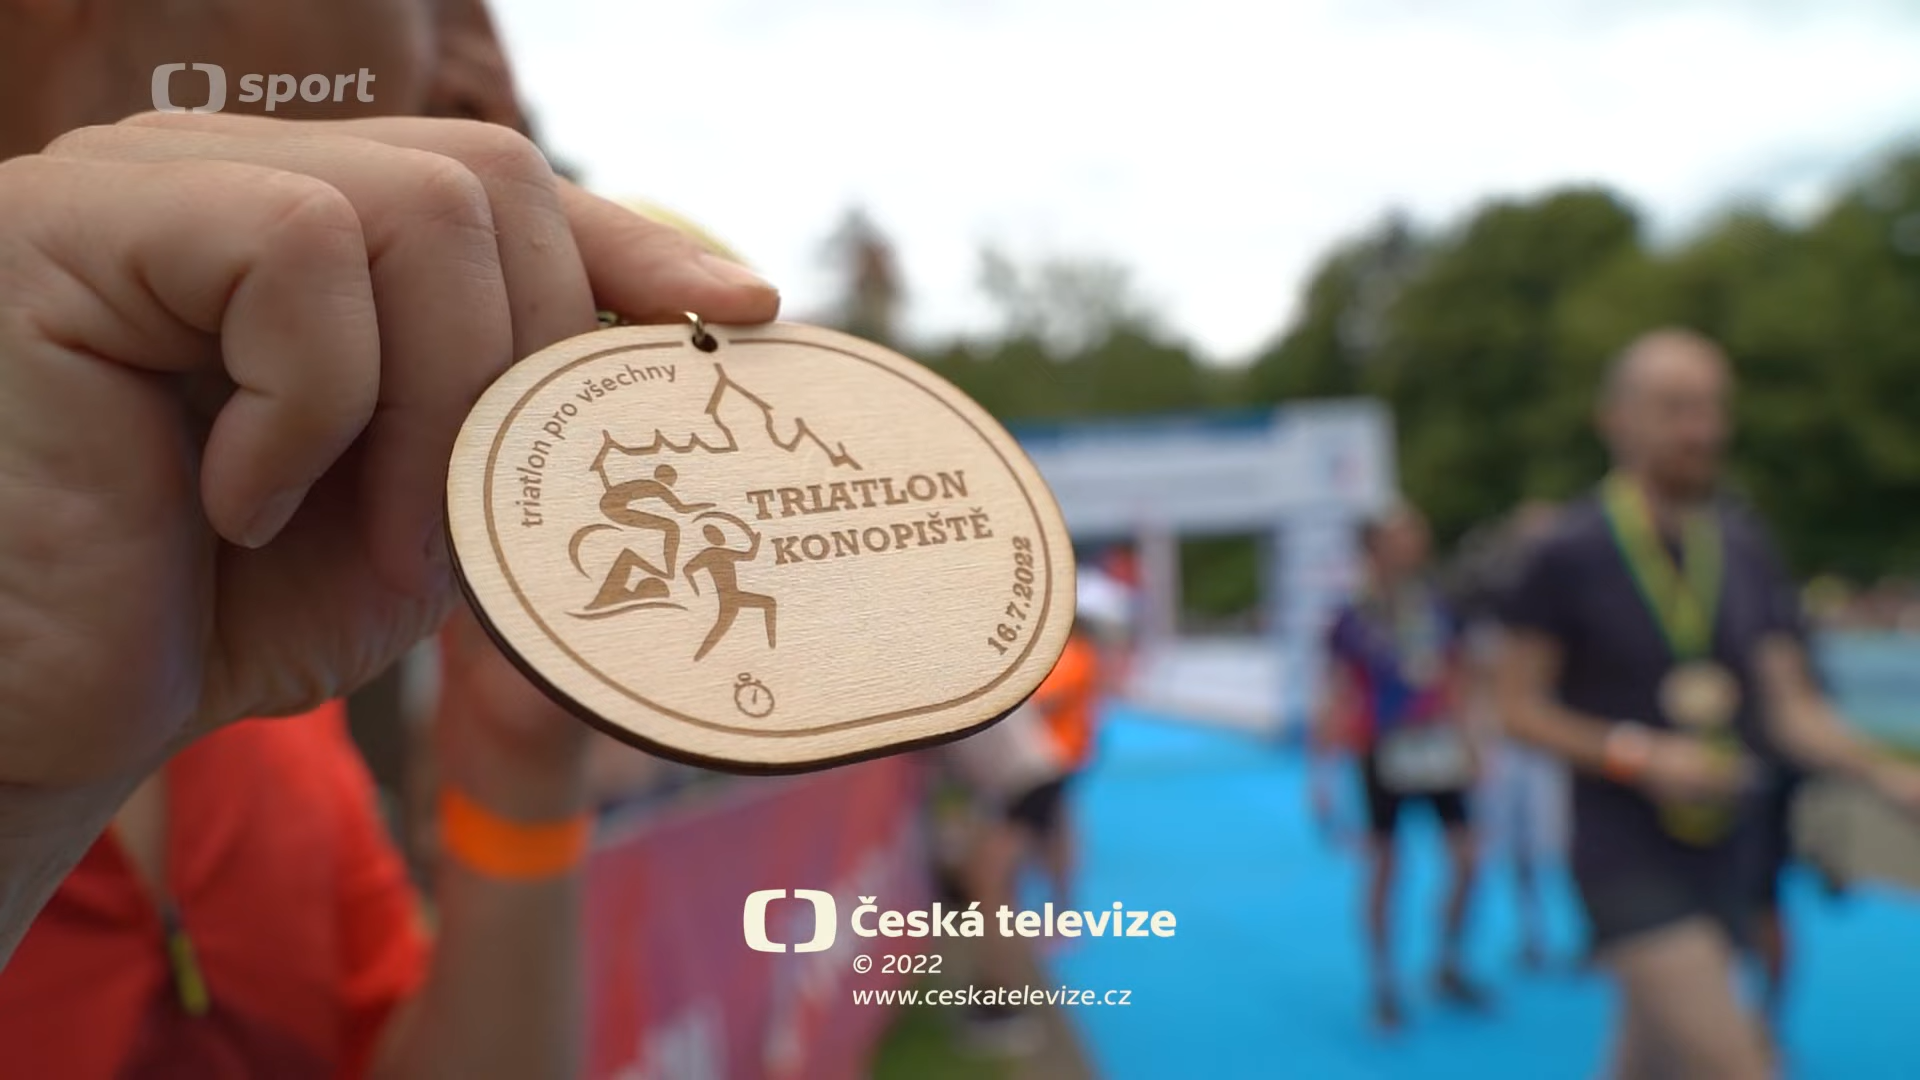 sport
triatlon pro všechny
TRIATLON
KONOPIŠTĚ
16.7.2022
Česká televize
© 2022
www.ceskatelevize.cz